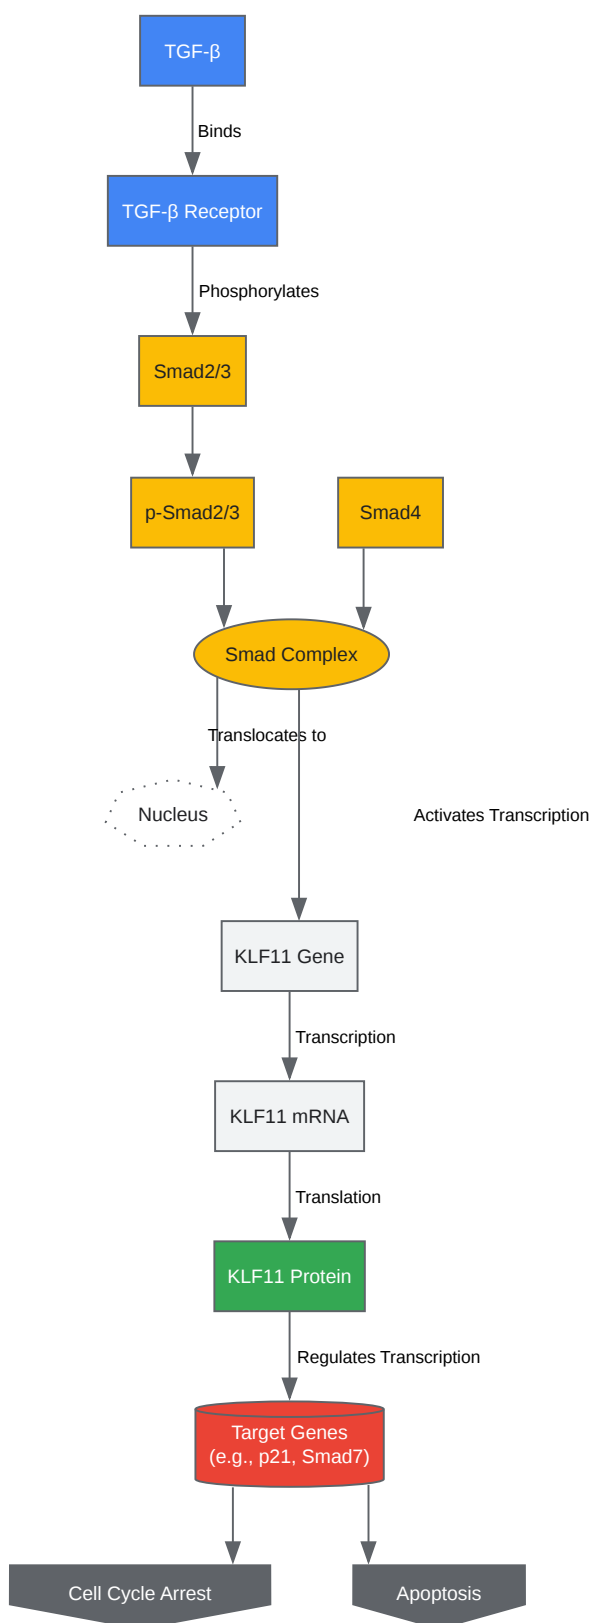 TGF-β
Binds
TGF-β Receptor
Phosphorylates
Smad2/3
p-Smad2/3
Smad4
Smad Complex
Translocates to
Nucleus
Activates Transcription
KLF11 Gene
Transcription
KLF11 mRNA
Translation
KLF11 Protein
Regulates Transcription
Target Genes
(e.g., p21, Smad7)
Cell Cycle Arrest
Apoptosis